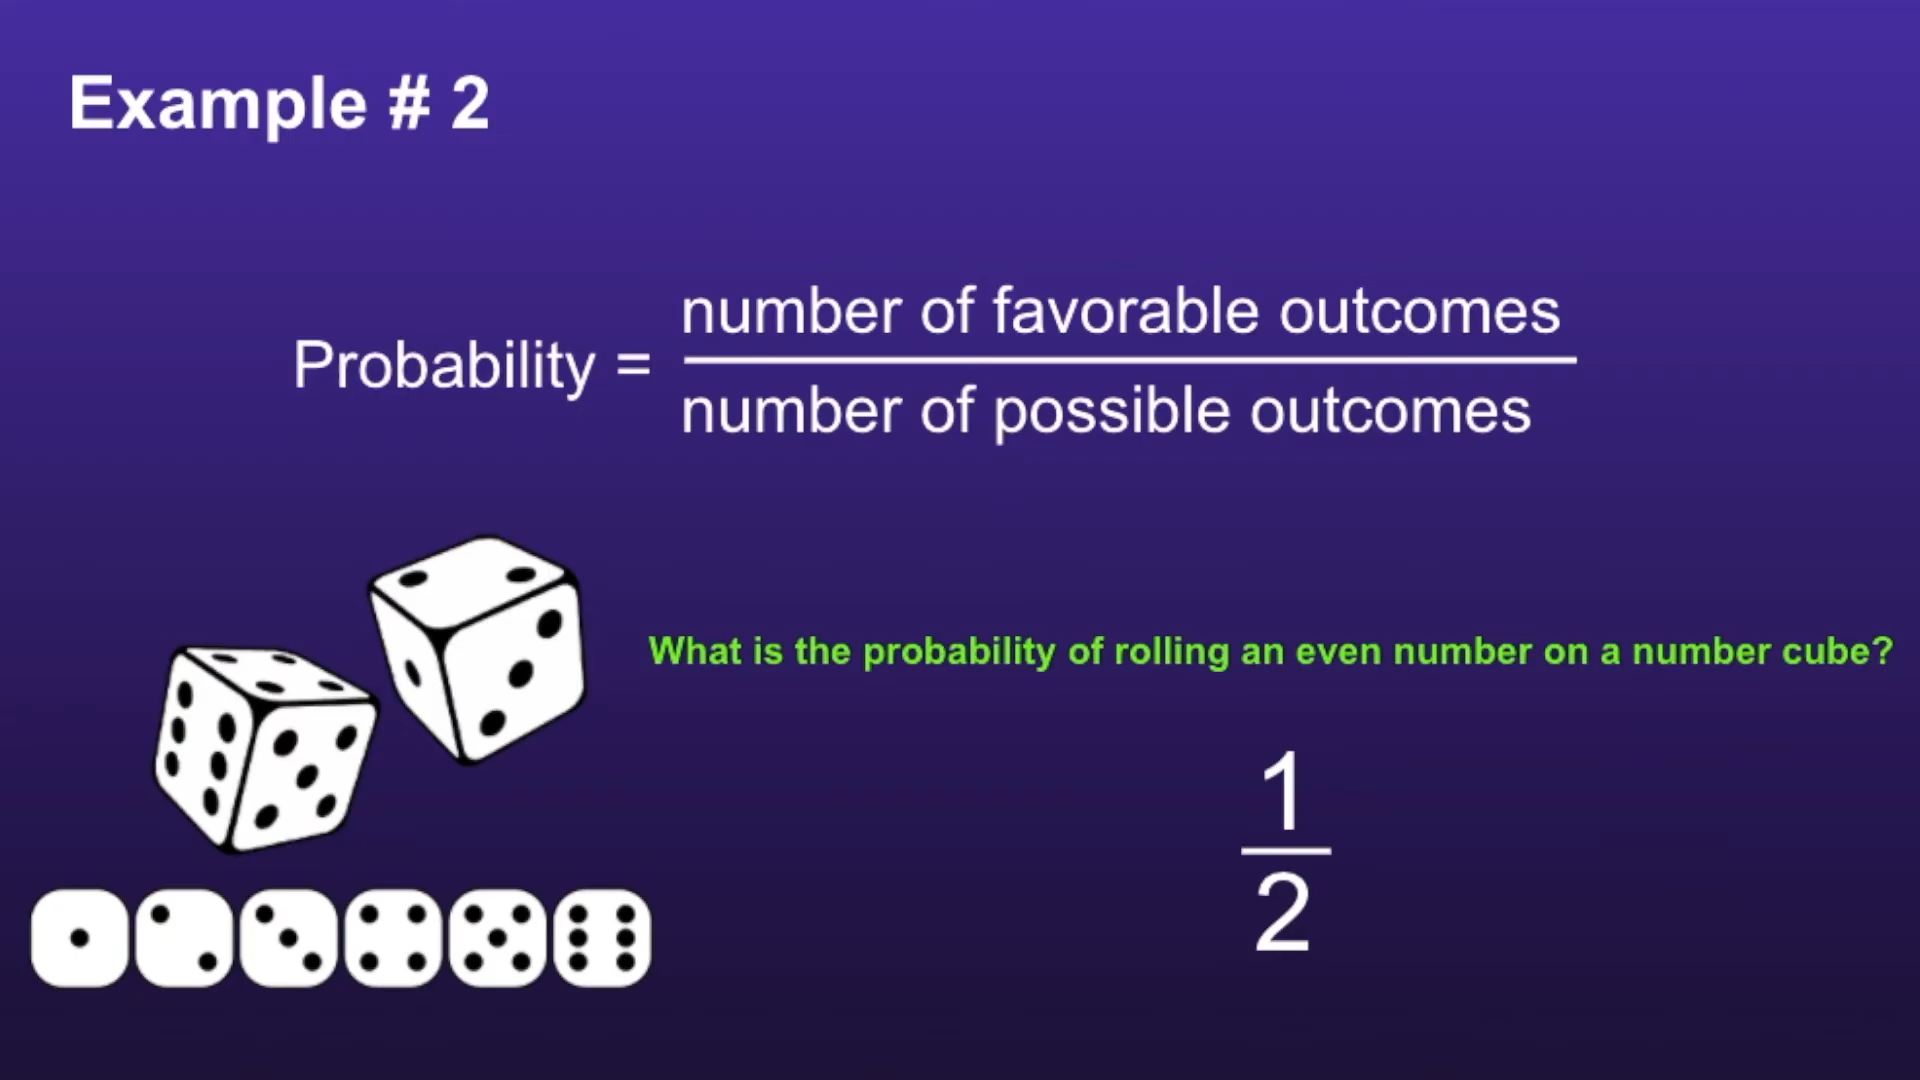 Example # 2
number of favorable outcomes
Probability =
number of possible outcomes
What is the probability of rolling an even number on a number cube?
1
2